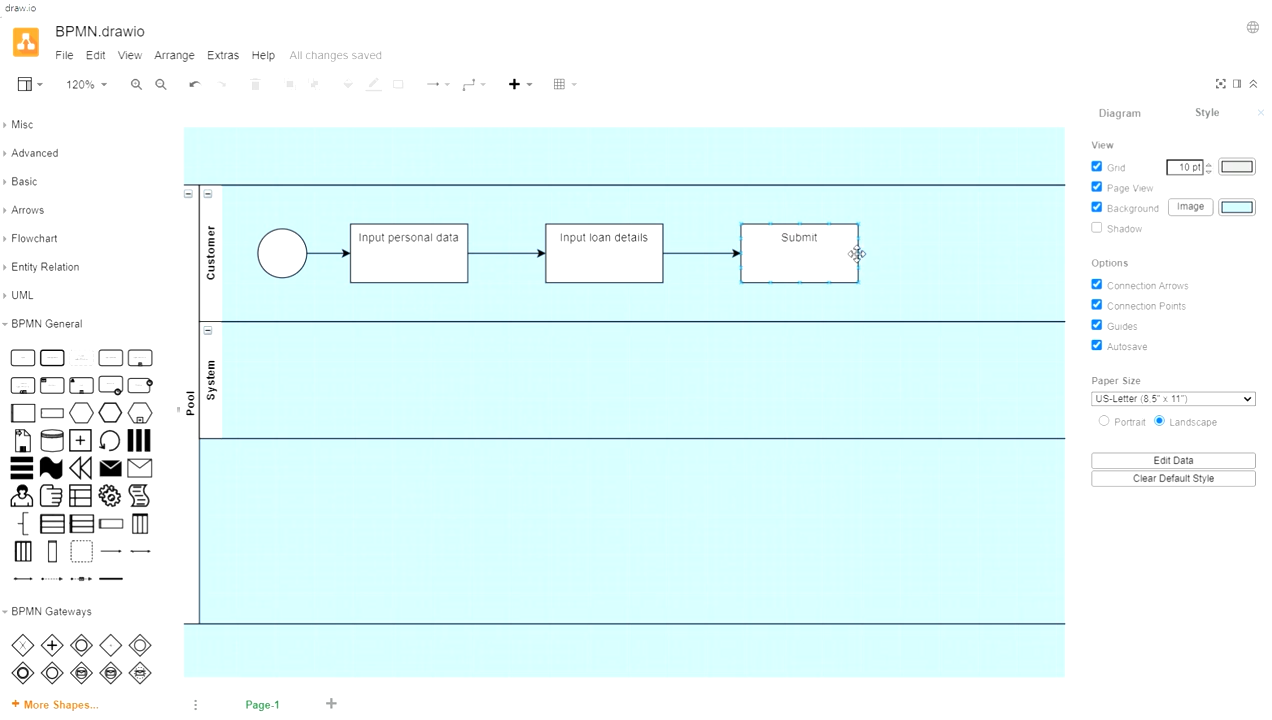 draw.io
BPMN.drawio
File Edit View Arrange Extras Help All changes saved
120%
Misc
Advanced
Basic
Arrows
Flowchart
Entity Relation
UML
BPMN General
BPMN Gateways
+ More Shapes...
Pool
Customer
System
Input personal data
Input loan details
Submit
Page-1
Diagram Style
View
Grid 10 pt
Page View
Background Image
Shadow
Options
Connection Arrows
Connection Points
Guides
Autosave
Paper Size
US-Letter (8.5" x 11")
Portrait Landscape
Edit Data
Clear Default Style